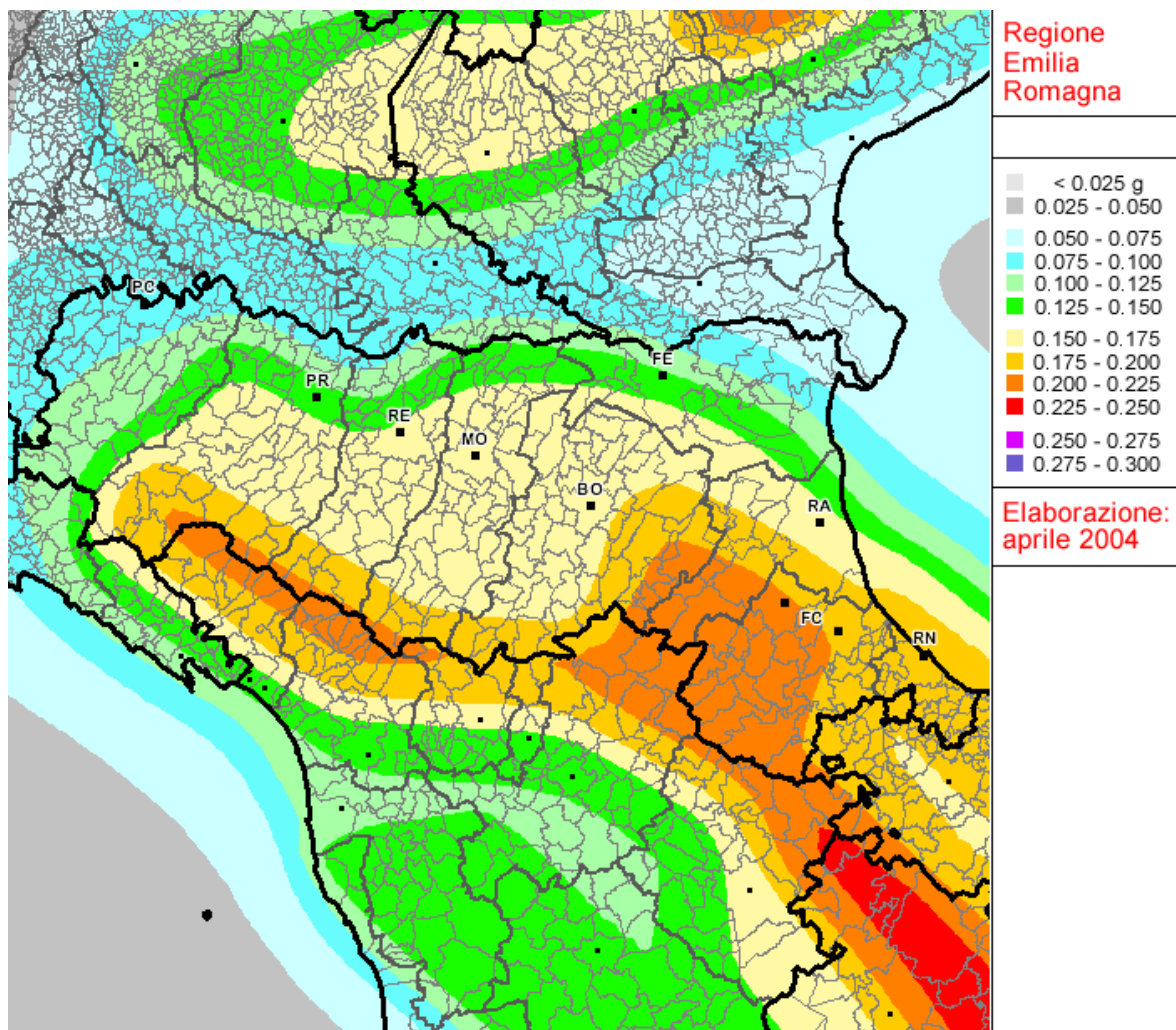 Regione
Emilia
Romagna
< 0.025 g
0.025 - 0.050
0.050 - 0.075
0.075 - 0.100
0.100 - 0.125
0.125 - 0.150
0.150 - 0.175
0.175 - 0.200
0.200 - 0.225
0.225 - 0.250
0.250 - 0.275
0.275 - 0.300
Elaborazione:
aprile 2004
PC
PR
RE
MO
FE
BO
RA
FC
RN